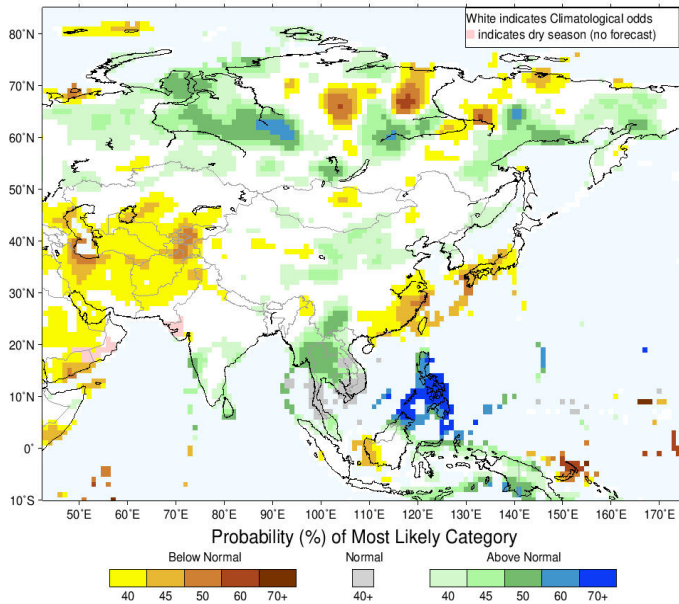 White indicates Climatological odds
indicates dry season (no forecast)
80˚N
70˚N
60˚N
50˚N
40˚N
30˚N
20˚N
10˚N
0˚
10˚S
50˚E 60˚E 70˚E 80˚E 90˚E 100˚E 110˚E 120˚E 130˚E 140˚E 150˚E 160˚E 170˚E
Probability (%) of Most Likely Category
Below Normal Normal Above Normal
40 45 50 60 70+ 40+ 40 45 50 60 70+